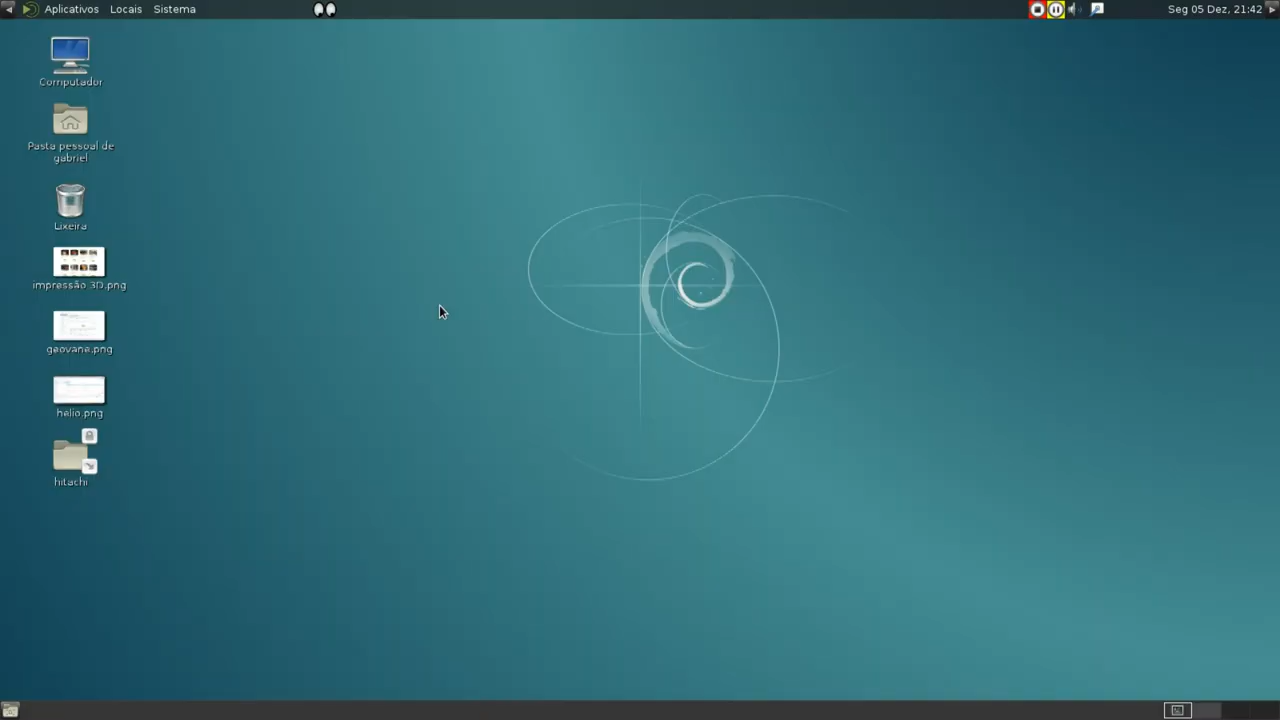 Aplicativos Locais Sistema
Seg 05 Dez, 21:42
Computador
Pasta pessoal de
gabriel
Lixeira
impressão 3D.png
geovane.png
helio.png
hitachi